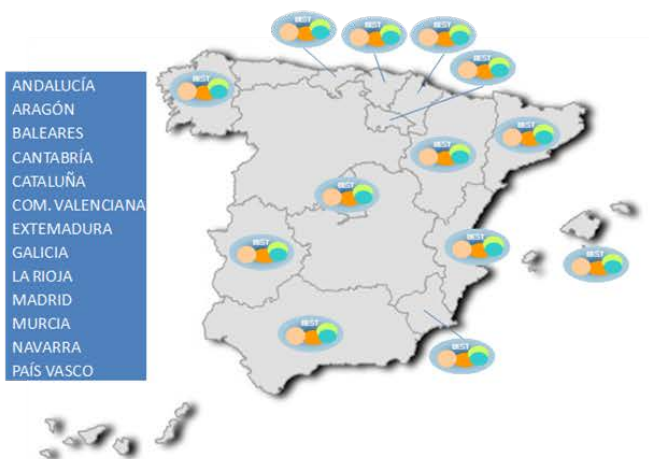 ANDALUCÍA
ARAGÓN
BALEARES
CANTABRÍA
CATALUÑA
COM. VALENCIANA
EXTEMADURA
GALICIA
LA RIOJA
MADRID
MURCIA
NAVARRA
PAÍS VASCO